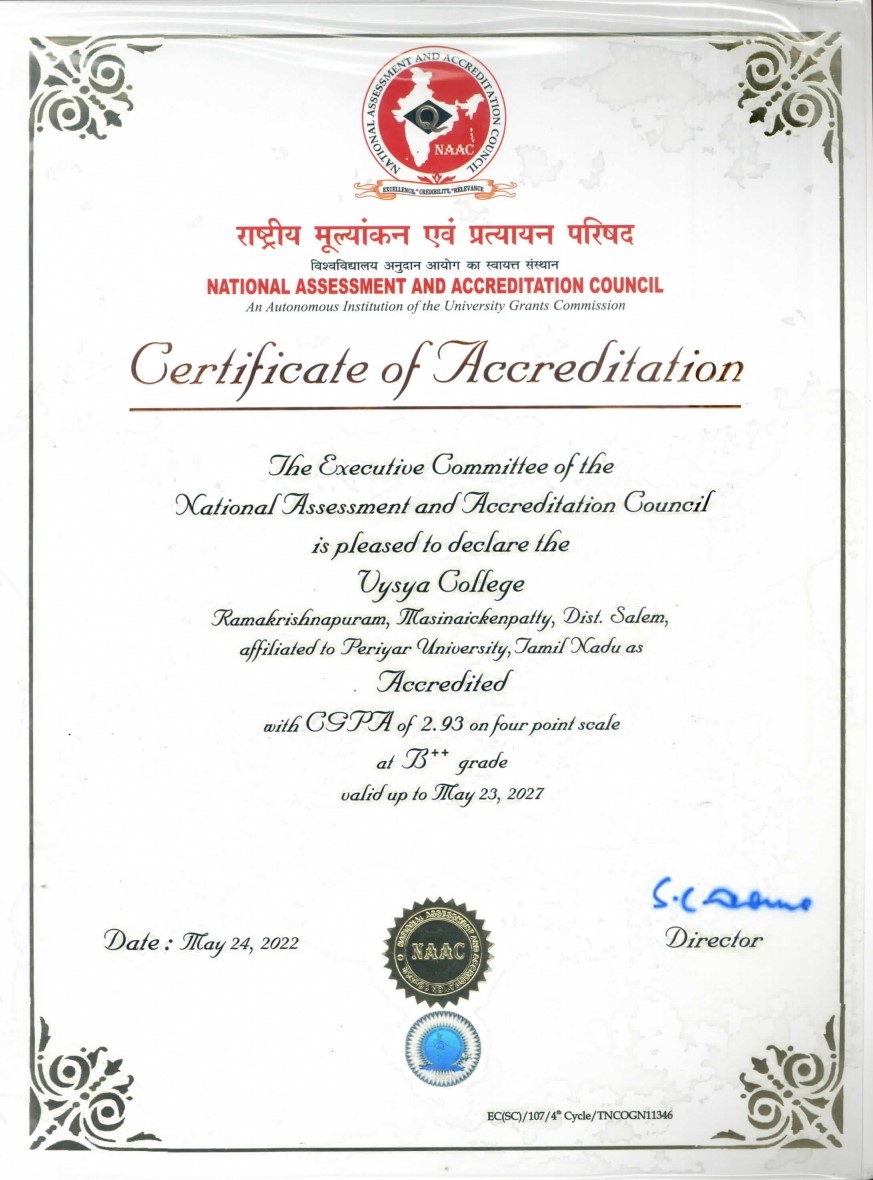 NATIONAL ASSESSMENT AND ACCREDITATION COUNCIL
Q
NAAC
EXCELLENCE * CREDIBILITY * RELEVANCE
राष्ट्रीय मूल्यांकन एवं प्रत्यायन परिषद
विश्वविद्यालय अनुदान आयोग का स्वायत्त संस्थान
NATIONAL ASSESSMENT AND ACCREDITATION COUNCIL
An Autonomous Institution of the University Grants Commission
Certificate of Accreditation
The Executive Committee of the
National Assessment and Accreditation Council
is pleased to declare the
Vysya College
Ramakrishnapuram, Masinaickenpatty, Dist. Salem,
affiliated to Periyar University, Tamil Nadu as
Accredited
with CGPA of 2.93 on four point scale
at B++ grade
valid up to May 23, 2027
Date : May 24, 2022
NAAC
Director
EC(SC)/107/4th Cycle/TNCOGN11346